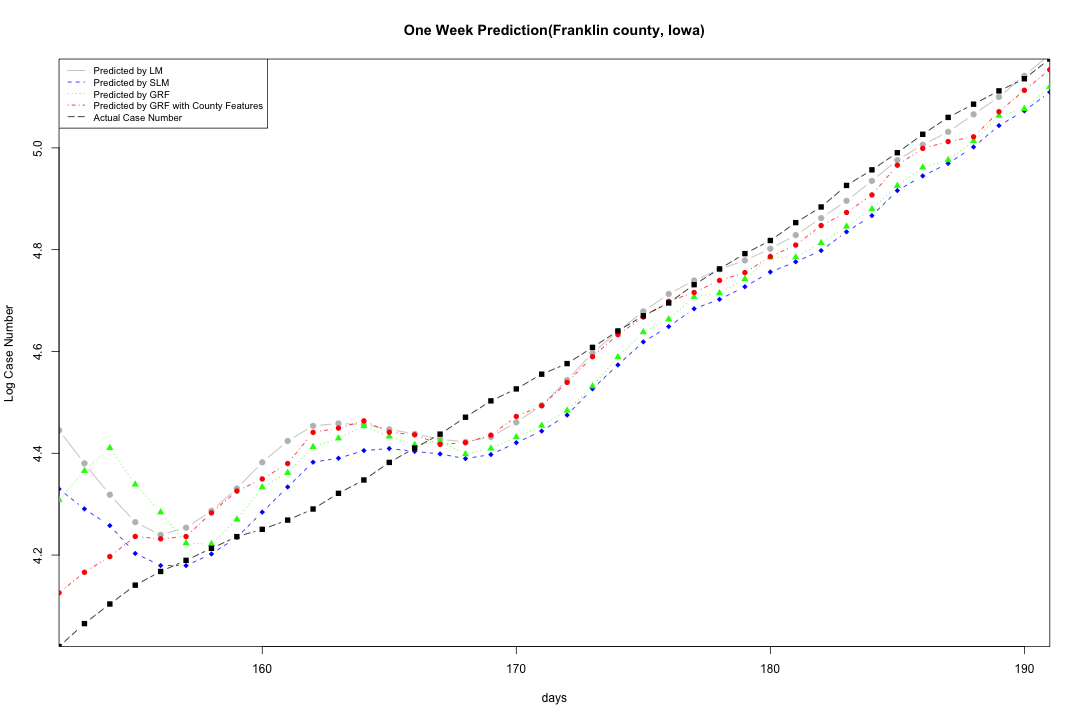 One Week Prediction(Franklin county, Iowa)
Predicted by LM
Predicted by SLM
Predicted by GRF
Predicted by GRF with County Features
Actual Case Number
5.0
4.8
4.6
4.4
4.2
Log Case Number
160
170
180
190
days